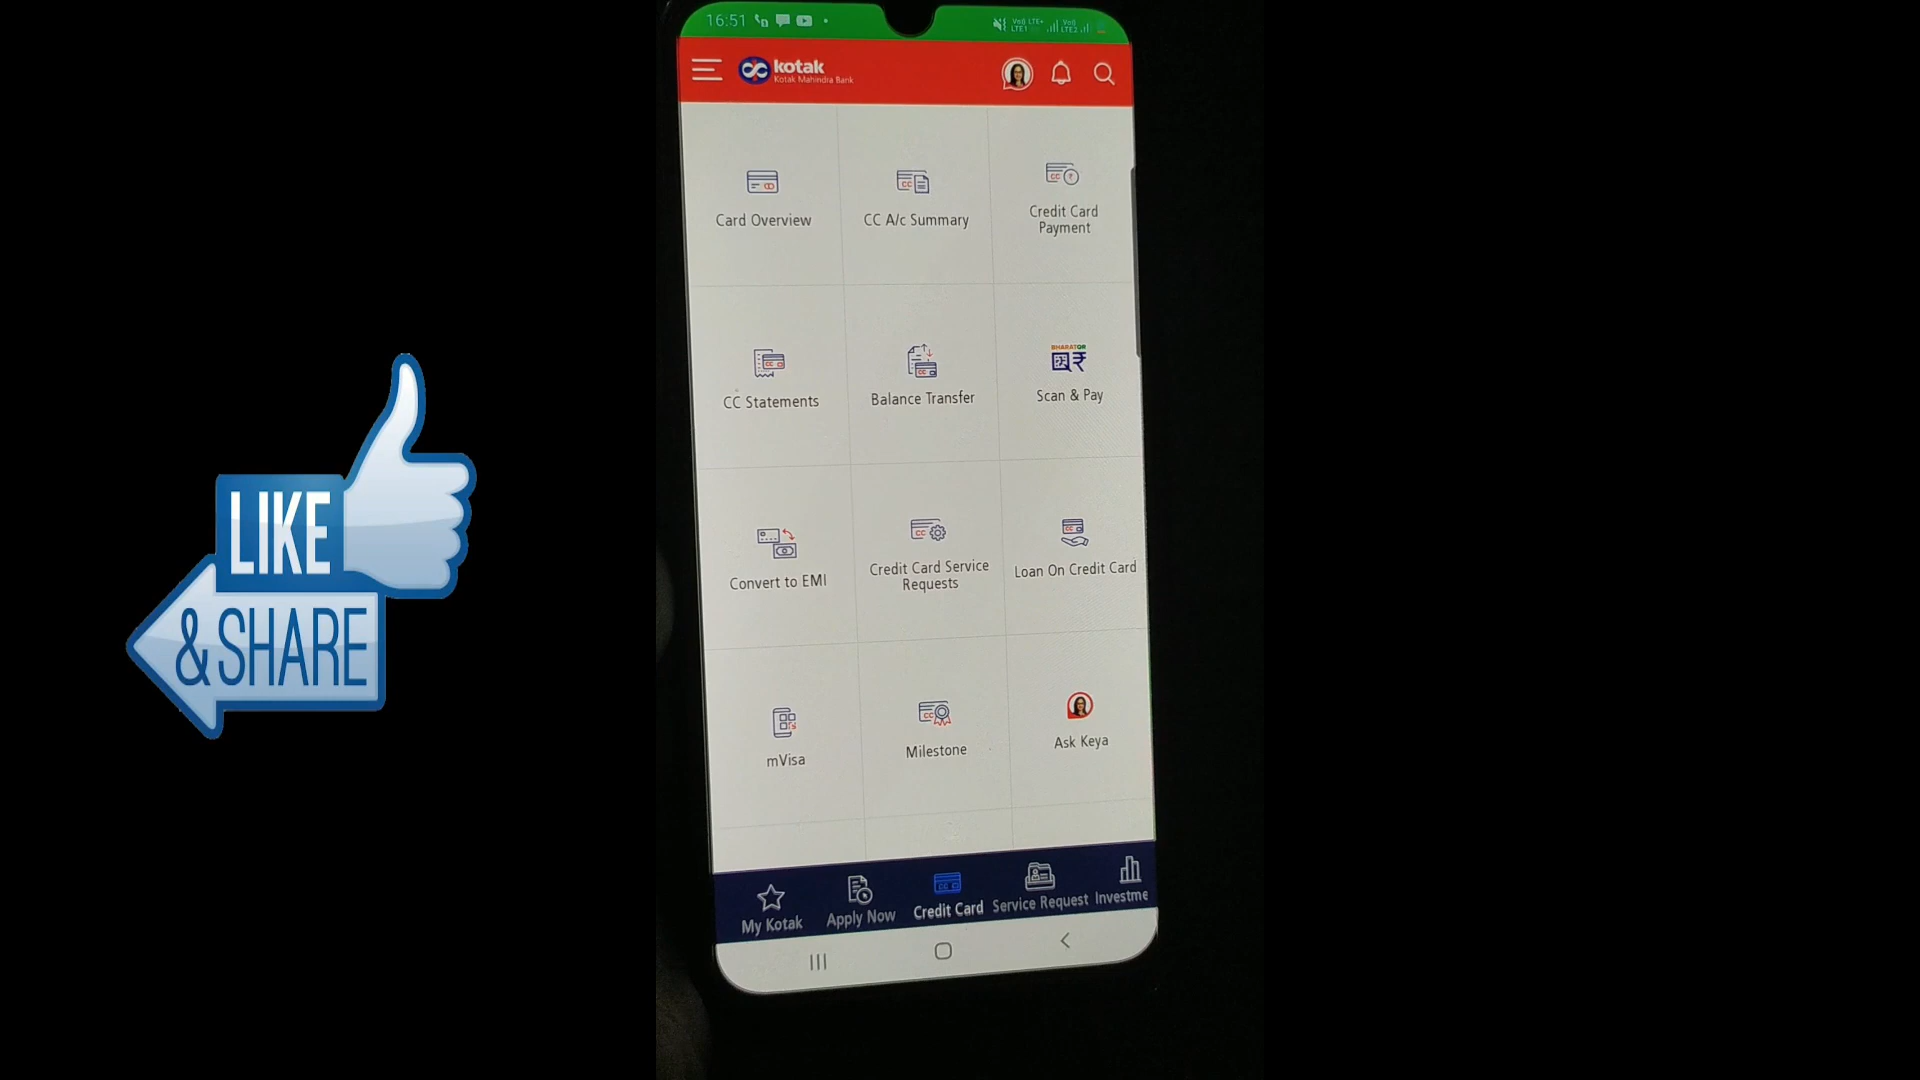 16:51
kotak
Kotak Mahindra Bank
Card Overview
CC A/c Summary
Credit Card
Payment
CC Statements
Balance Transfer
BHARATQR
Scan & Pay
Convert to EMI
Credit Card Service
Requests
Loan On Credit Card
mVisa
Milestone
Ask Keya
My Kotak
Apply Now
Credit Card
Service Request
Investme
LIKE
&SHARE